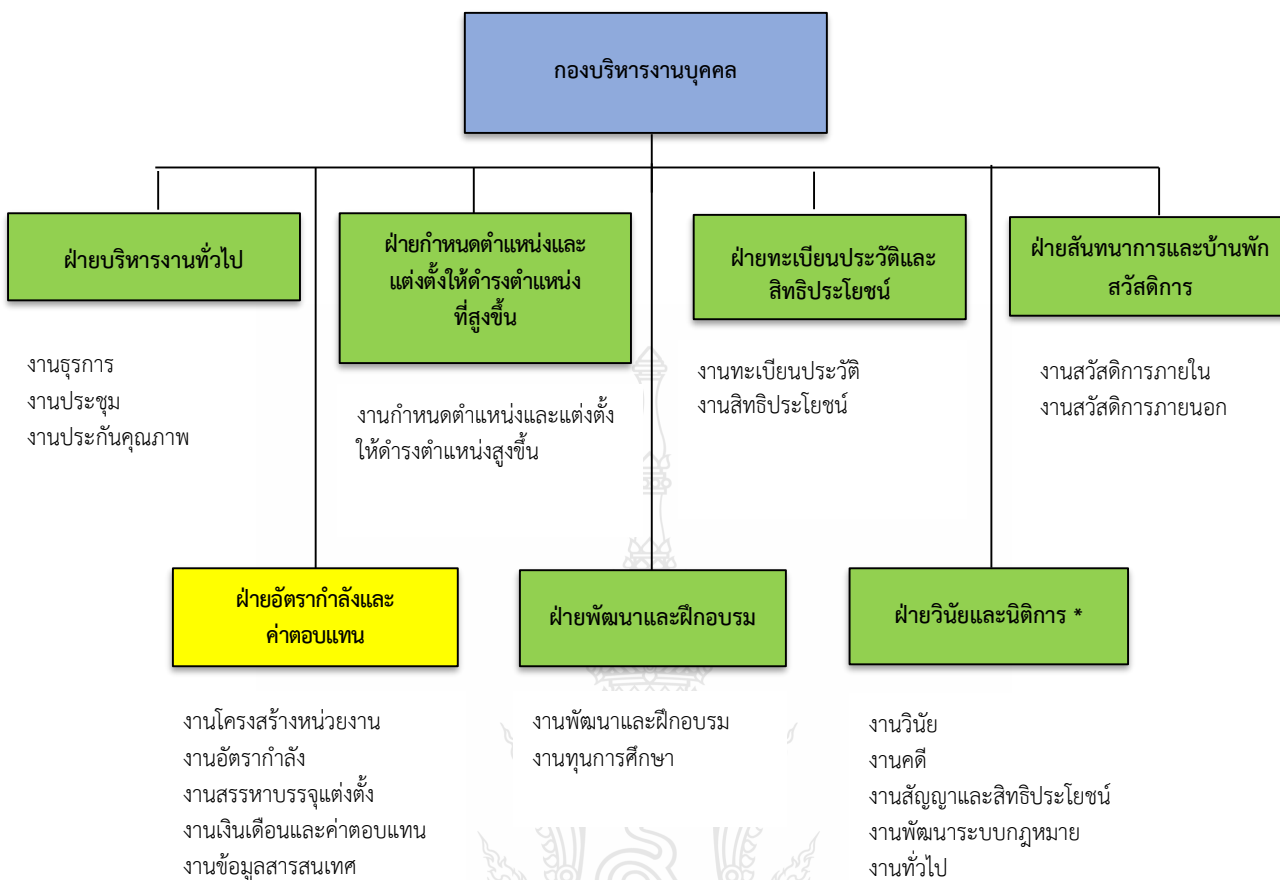 กองบริหารงานบุคคล
ฝ่ายบริหารงานทั่วไป
งานธุรการ
งานประชุม
งานประกันคุณภาพ
ฝ่ายกำหนดตำแหน่งและ
แต่งตั้งให้ดำรงตำแหน่ง
ที่สูงขึ้น
งานกำหนดตำแหน่งและแต่งตั้ง
ให้ดำรงตำแหน่งสูงขึ้น
ฝ่ายทะเบียนประวัติและ
สิทธิประโยชน์
งานทะเบียนประวัติ
งานสิทธิประโยชน์
ฝ่ายสันทนาการและบ้านพัก
สวัสดิการ
งานสวัสดิการภายใน
งานสวัสดิการภายนอก
ฝ่ายอัตรากำลังและ
ค่าตอบแทน
งานโครงสร้างหน่วยงาน
งานอัตรากำลัง
งานสรรหาบรรจุแต่งตั้ง
งานเงินเดือนและค่าตอบแทน
งานข้อมูลสารสนเทศ
ฝ่ายพัฒนาและฝึกอบรม
งานพัฒนาและฝึกอบรม
งานทุนการศึกษา
ฝ่ายวินัยและนิติการ *
งานวินัย
งานคดี
งานสัญญาและสิทธิประโยชน์
งานพัฒนาระบบกฎหมาย
งานทั่วไป